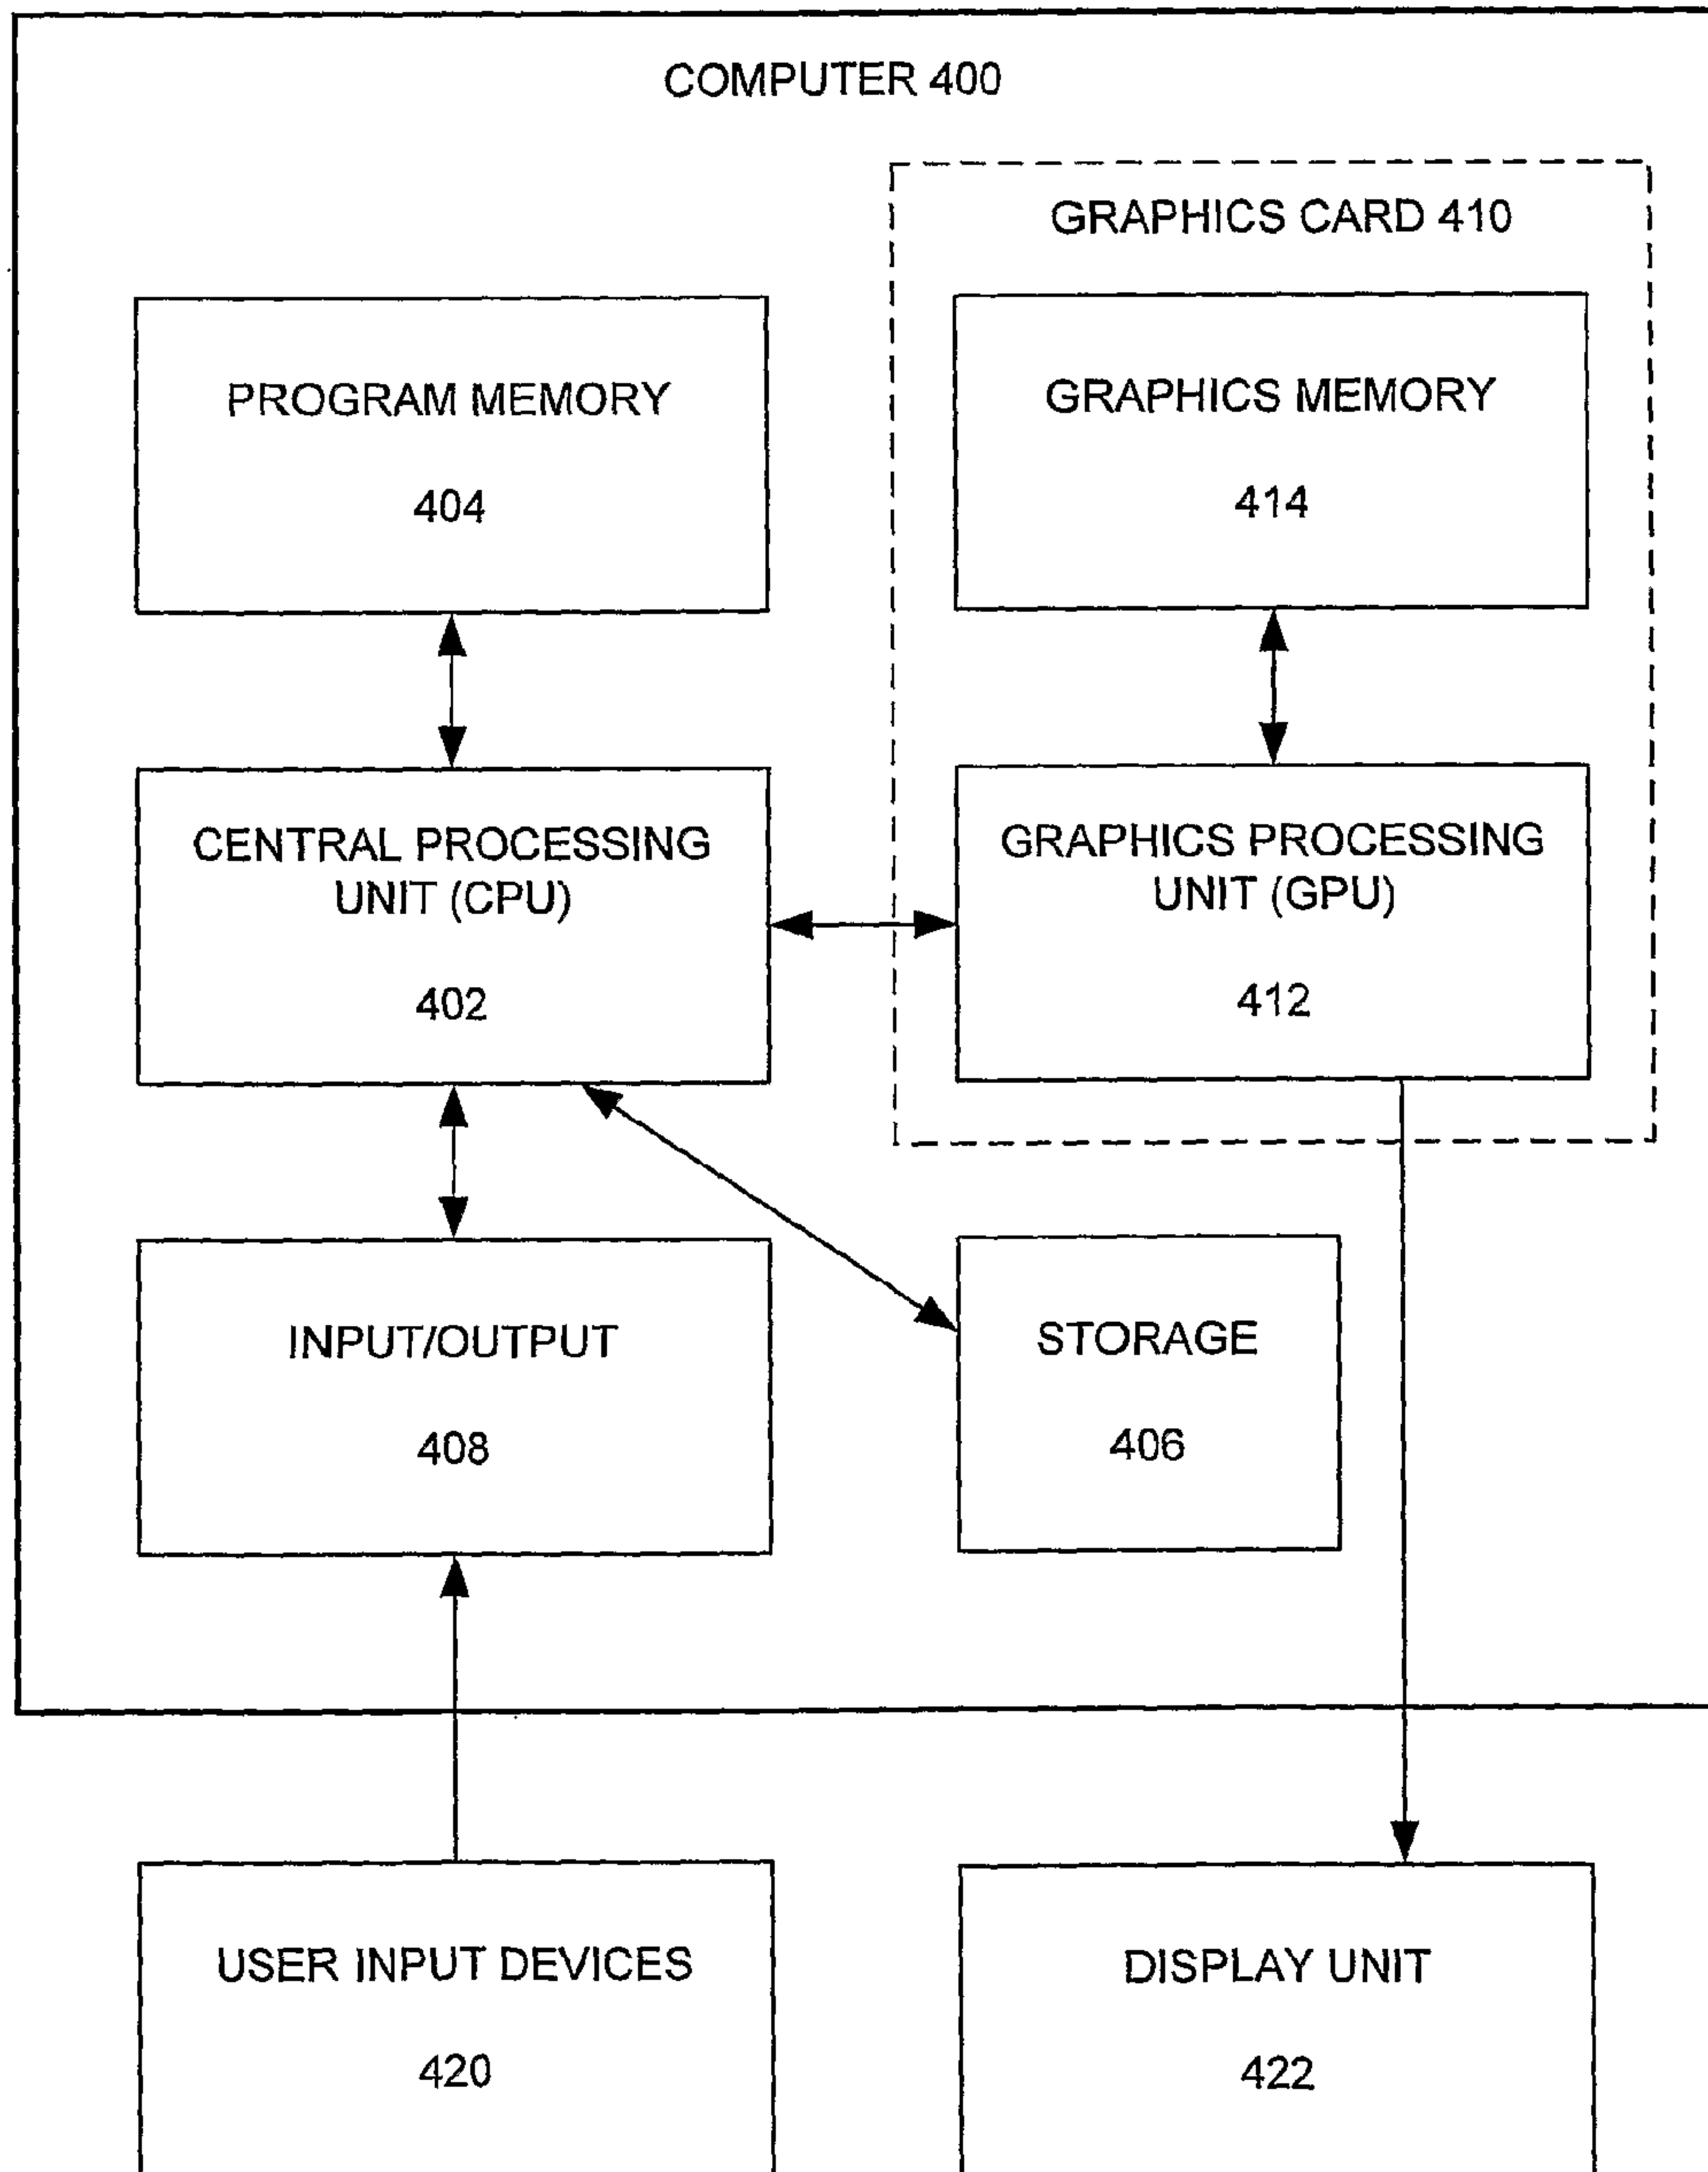 COMPUTER 400
GRAPHICS CARD 410
PROGRAM MEMORY
404
GRAPHICS MEMORY
414
CENTRAL PROCESSING
UNIT (CPU)
402
GRAPHICS PROCESSING
UNIT (GPU)
412
INPUT/OUTPUT
408
STORAGE
406
USER INPUT DEVICES
420
DISPLAY UNIT
422